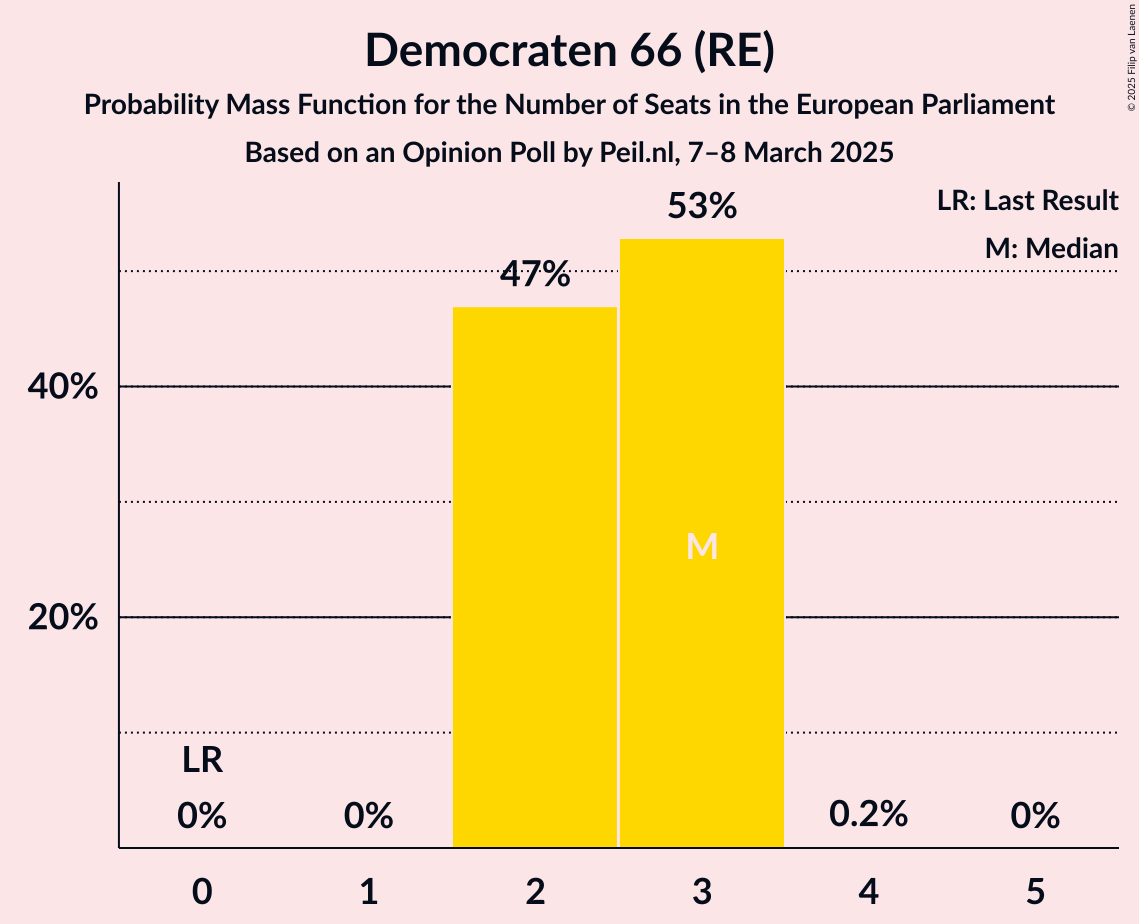 Democraten 66 (RE)
Probability Mass Function for the Number of Seats in the European Parliament
Based on an Opinion Poll by Peil.nl, 7–8 March 2025
© 2025 Filip van Laenen
LR: Last Result
M: Median
53%
47%
40%
M
20%
LR
0%
0%
0.2%
0%
0
1
2
3
4
5